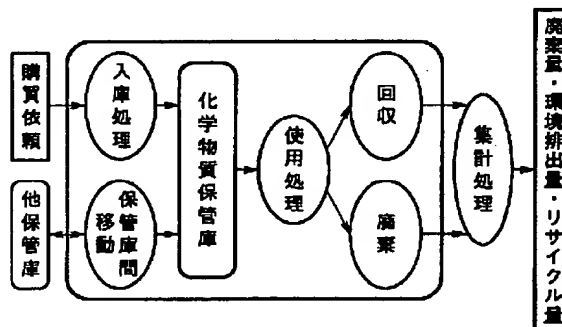 購買依頼
入庫処理
他保管庫
保管庫間
移動
化学物質保管庫
使用処理
回収
廃棄
集計処理
廃棄量・環境排出量・リサイクル量